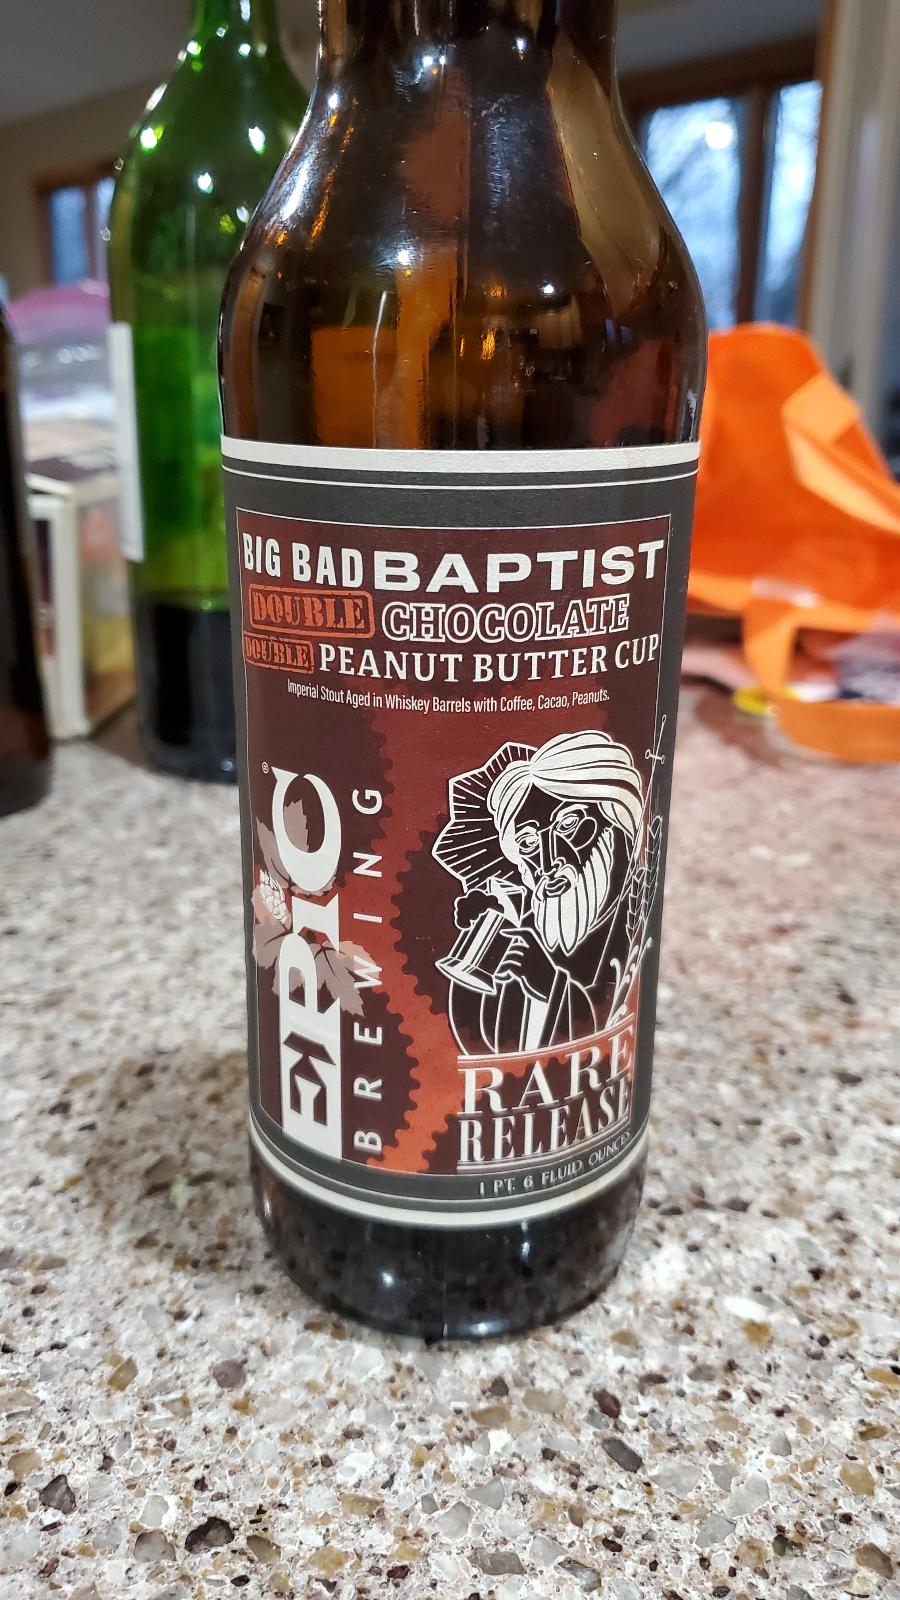 BIG BAD BAPTIST
DOUBLE CHOCOLATE
DOUBLE PEANUT BUTTER CUP
Imperial Stout Aged in Whiskey Barrels with Coffee, Cacao, Peanuts.
EPIC ®
BREWING
RARE
RELEASE
1 PT. 6 FLUID OUNCES